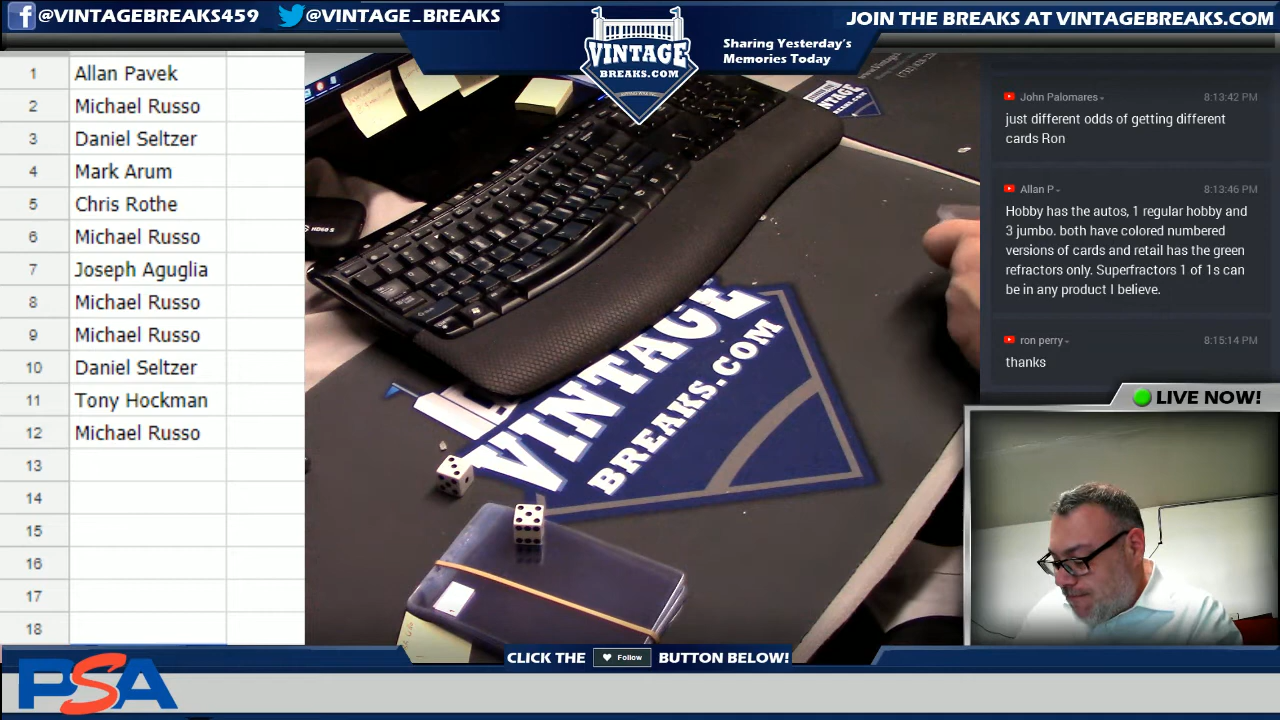 @VINTAGEBREAKS459
@VINTAGE_BREAKS
VINTAGE
BREAKS.COM
Sharing Yesterday's
Memories Today
JOIN THE BREAKS AT VINTAGEBREAKS.COM
1 Allan Pavek
2 Michael Russo
3 Daniel Seltzer
4 Mark Arum
5 Chris Rothe
6 Michael Russo
7 Joseph Aguglia
8 Michael Russo
9 Michael Russo
10 Daniel Seltzer
11 Tony Hockman
12 Michael Russo
13
14
15
16
17
18
HD60 S
VINTAGE
VINTAGE
BREAKS.COM
John Palomares 8:13:42 PM
just different odds of getting different
cards Ron
Allan P 8:13:46 PM
Hobby has the autos, 1 regular hobby and
3 jumbo. both have colored numbered
versions of cards and retail has the green
refractors only. Superfractors 1 of 1s can
be in any product I believe.
ron perry 8:15:14 PM
thanks
LIVE NOW!
CLICK THE Follow BUTTON BELOW!
PSA